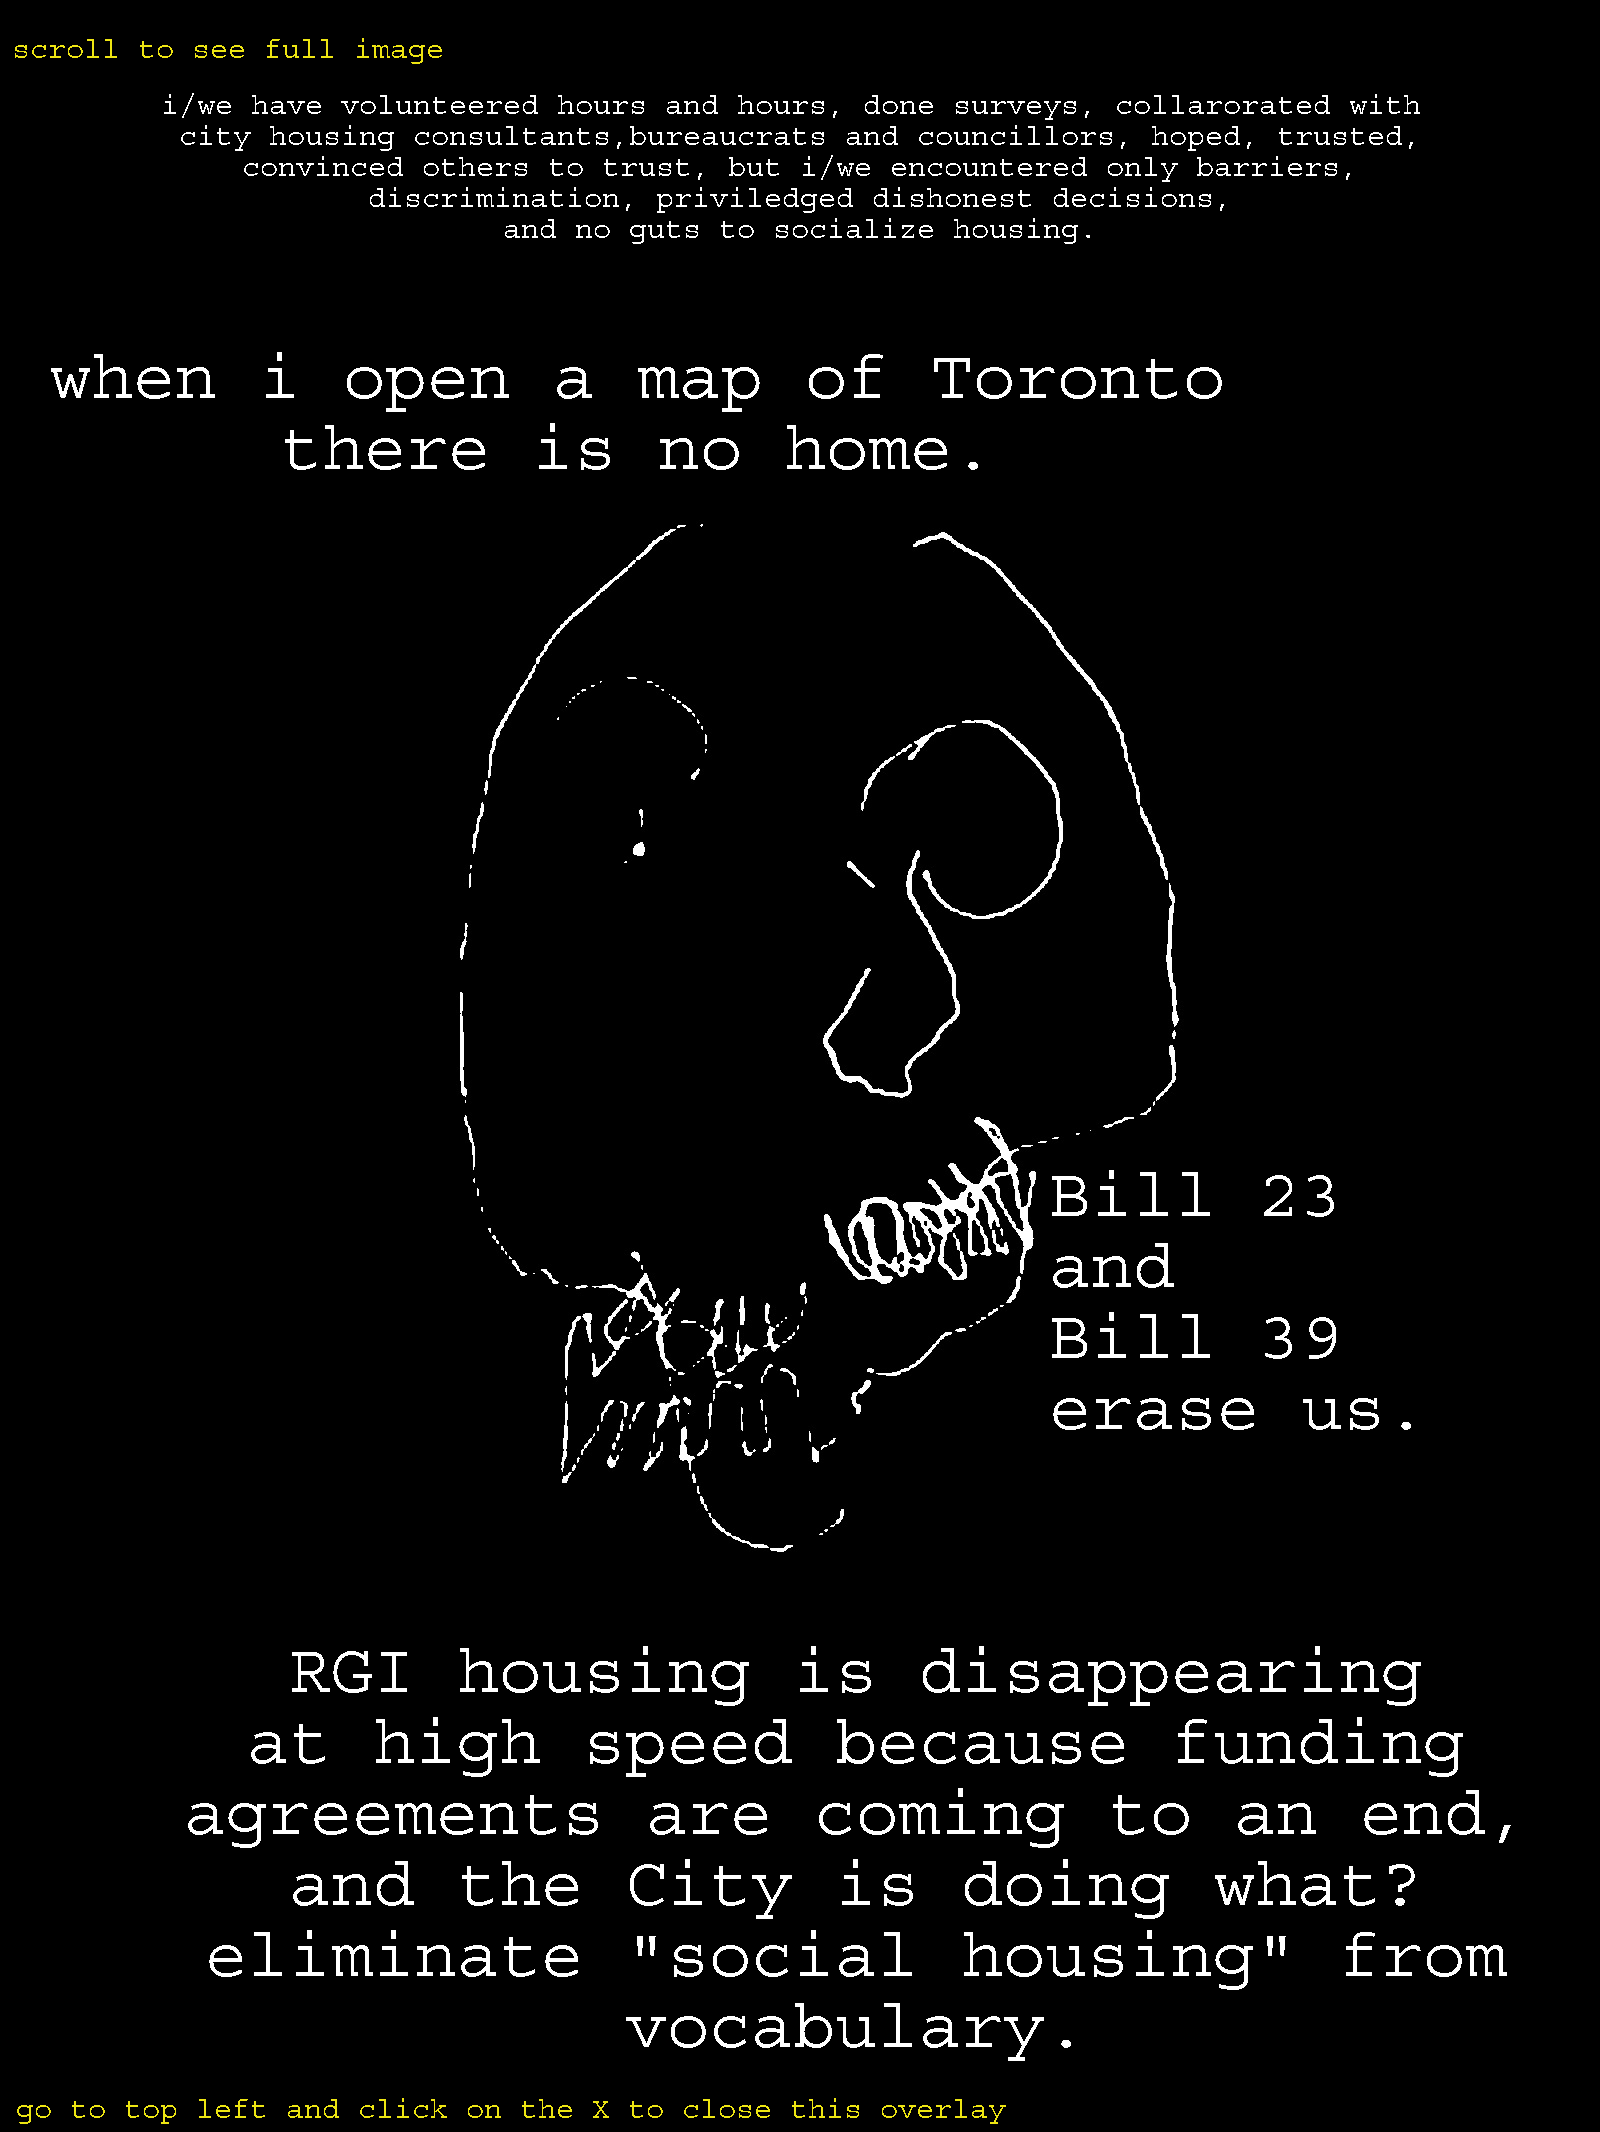 scroll to see full image
i/we have volunteered hours and hours, done surveys, collarorated with
city housing consultants,bureaucrats and councillors, hoped, trusted,
convinced others to trust, but i/we encountered only barriers,
discrimination, priviledged dishonest decisions,
and no guts to socialize housing.
when i open a map of Toronto
there is no home.
Bill 23
and
Bill 39
erase us.
RGI housing is disappearing
at high speed because funding
agreements are coming to an end,
and the City is doing what?
eliminate "social housing" from
vocabulary.
go to top left and click on the X to close this overlay